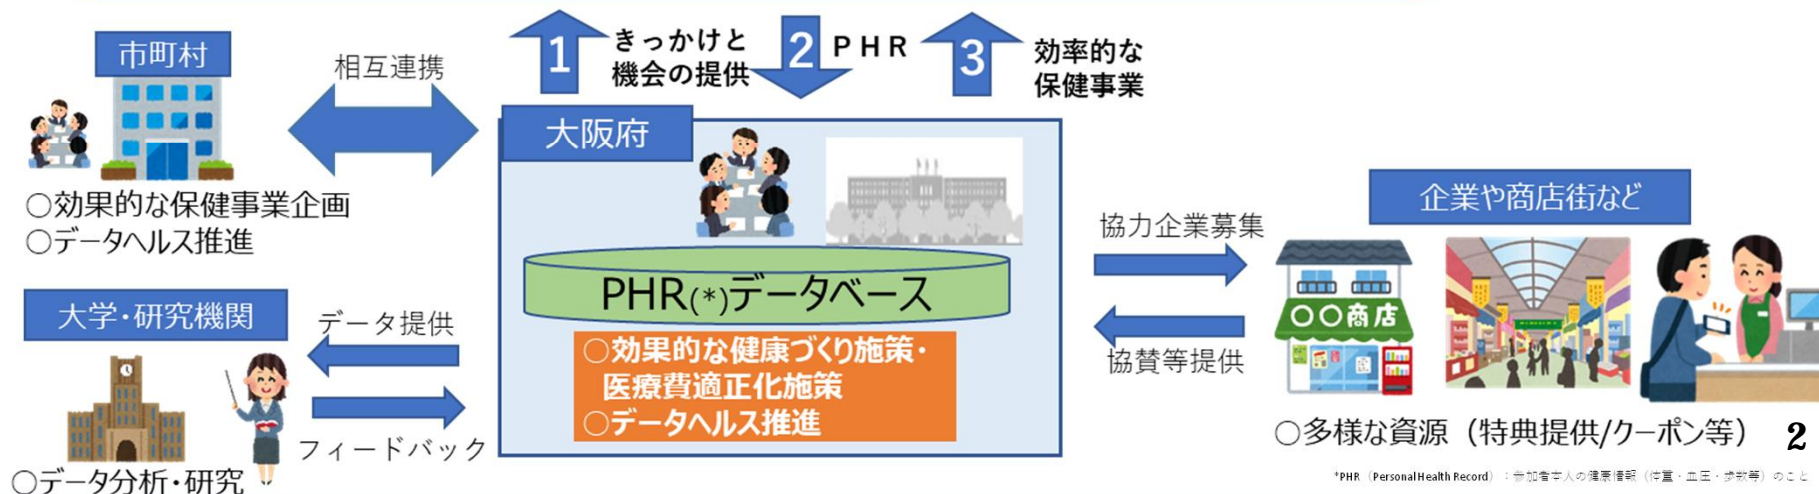 1
きっかけと
機会の提供
2
PHR
3
効率的な
保健事業
市町村
相互連携
○効果的な保健事業企画
○データヘルス推進
大阪府
PHR(*)データベース
○効果的な健康づくり施策・
医療費適正化施策
○データヘルス推進
大学・研究機関
データ提供
フィードバック
○データ分析・研究
協力企業募集
協賛等提供
企業や商店街など
○○商店
○多様な資源（特典提供/クーポン等）
2
*PHR（Personal Health Record）：参加者本人の健康情報（体重・血圧・歩数等）のこと